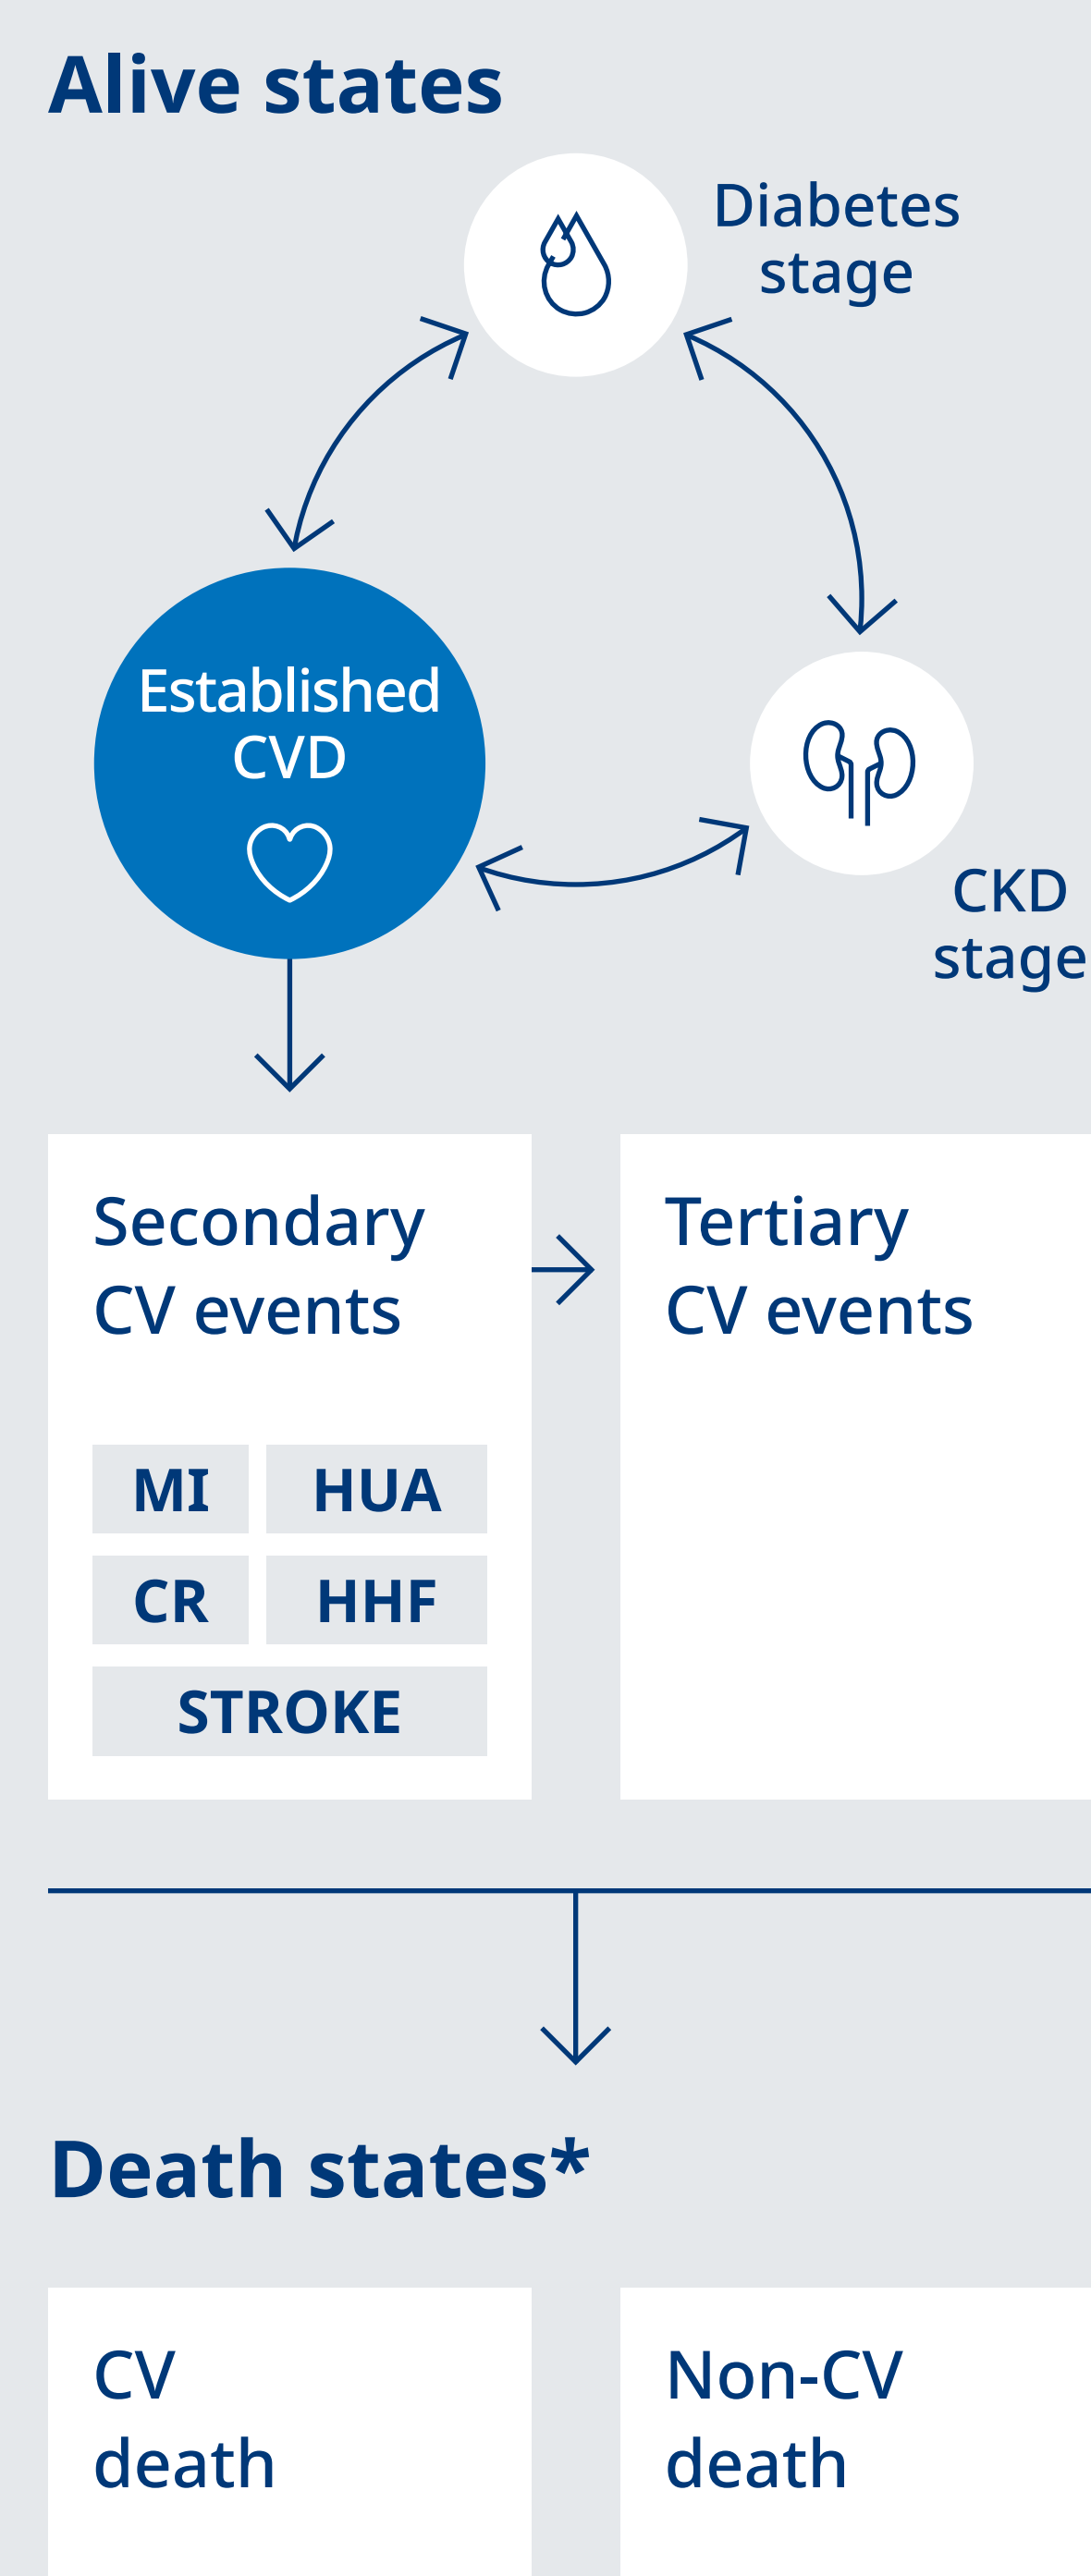 Alive states
Diabetes
stage
Established
CVD
CKD
stage
Secondary
CV events
Tertiary
CV events
MI
HUA
CR
HHF
STROKE
Death states*
CV
death
Non-CV
death